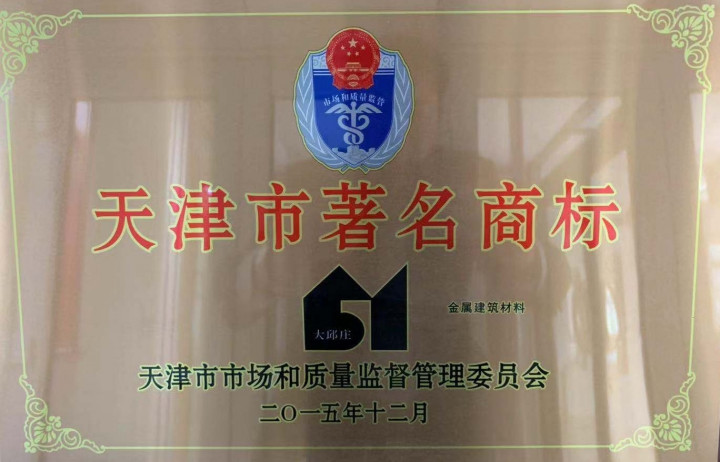 市场和质量监管
天津市著名商标
大邱庄
金属建筑材料
天津市市场和质量监督管理委员会
二〇一五年十二月